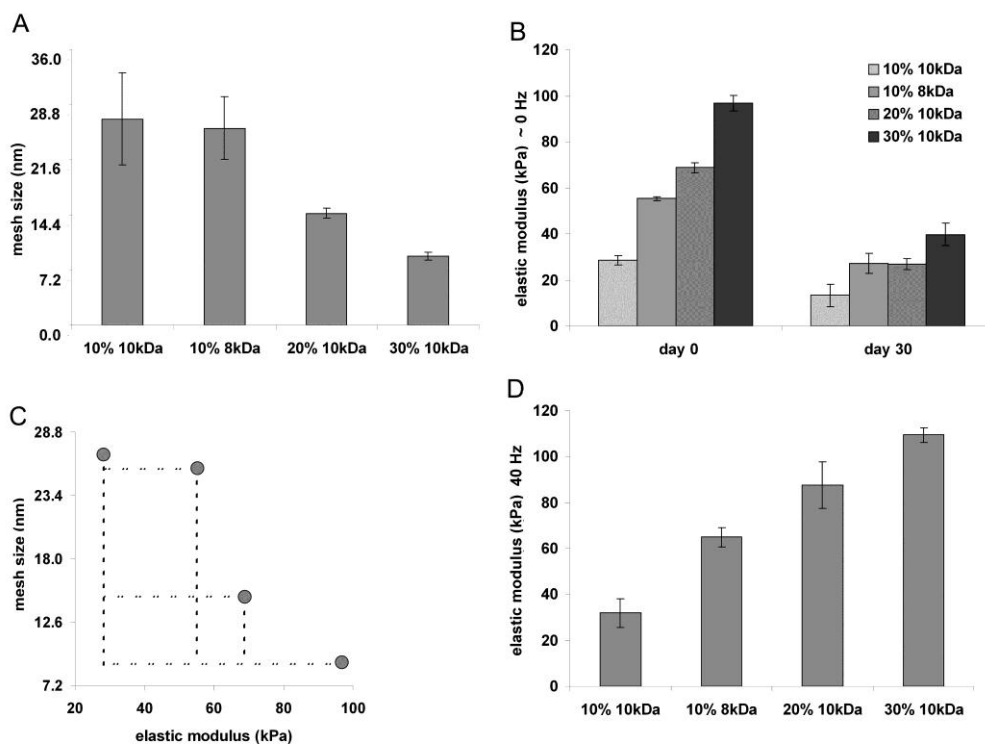 A
mesh size (nm)
36.0
28.8
21.6
14.4
7.2
0.0
10% 10kDa 10% 8kDa 20% 10kDa 30% 10kDa
B
elastic modulus (kPa) ~ 0 Hz
120
100
80
60
40
20
0
10% 10kDa
10% 8kDa
20% 10kDa
30% 10kDa
day 0 day 30
C
mesh size (nm)
28.8
23.4
18.0
12.6
7.2
20 40 60 80 100
elastic modulus (kPa)
D
elastic modulus (kPa) 40 Hz
120
100
80
60
40
20
0
10% 10kDa 10% 8kDa 20% 10kDa 30% 10kDa